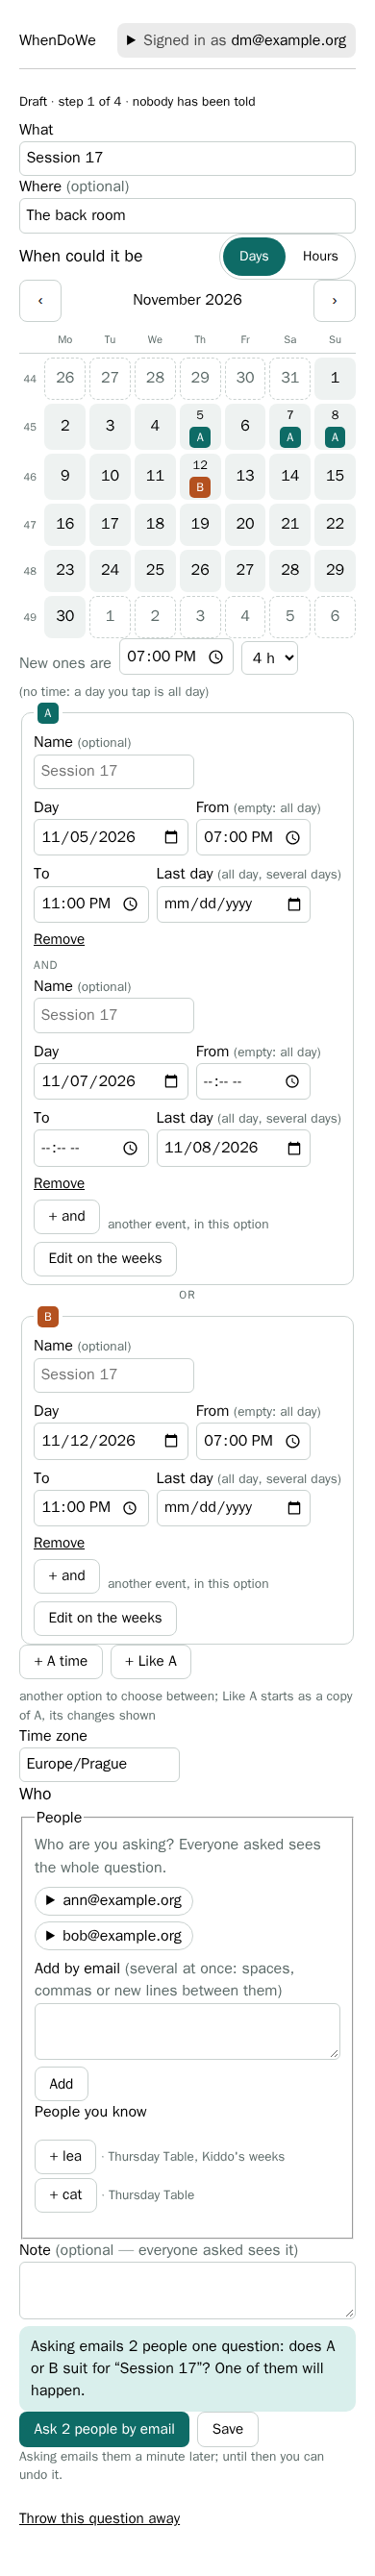 WhenDoWe ▶ Signed in as dm@example.org
Draft · step 1 of 4 · nobody has been told
What
Session 17
Where (optional)
The back room
When could it be Days Hours
‹ November 2026 ›
Mo Tu We Th Fr Sa Su
44 26 27 28 29 30 31 1
45 2 3 4 5 A 6 7 A 8 A
46 9 10 11 12 B 13 14 15
47 16 17 18 19 20 21 22
48 23 24 25 26 27 28 29
49 30 1 2 3 4 5 6
New ones are 07:00 PM 4 h
(no time: a day you tap is all day)
A
Name (optional)
Session 17
Day From (empty: all day)
11/05/2026 07:00 PM
To Last day (all day, several days)
11:00 PM mm/dd/yyyy
Remove
AND
Name (optional)
Session 17
Day From (empty: all day)
11/07/2026 --:-- --
To Last day (all day, several days)
--:-- -- 11/08/2026
Remove
+ and another event, in this option
Edit on the weeks
OR
B
Name (optional)
Session 17
Day From (empty: all day)
11/12/2026 07:00 PM
To Last day (all day, several days)
11:00 PM mm/dd/yyyy
Remove
+ and another event, in this option
Edit on the weeks
+ A time + Like A
another option to choose between; Like A starts as a copy
of A, its changes shown
Time zone
Europe/Prague
Who
People
Who are you asking? Everyone asked sees
the whole question.
▶ ann@example.org
▶ bob@example.org
Add by email (several at once: spaces,
commas or new lines between them)
Add
People you know
+ lea · Thursday Table, Kiddo's weeks
+ cat · Thursday Table
Note (optional — everyone asked sees it)
Asking emails 2 people one question: does A
or B suit for “Session 17”? One of them will
happen.
Ask 2 people by email Save
Asking emails them a minute later; until then you can
undo it.
Throw this question away